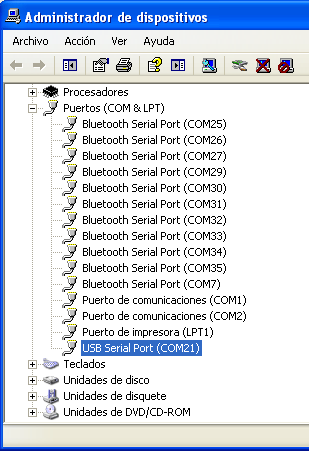 Administrador de dispositivos
Archivo Acción Ver Ayuda
Procesadores
Puertos (COM & LPT)
Bluetooth Serial Port (COM25)
Bluetooth Serial Port (COM26)
Bluetooth Serial Port (COM27)
Bluetooth Serial Port (COM29)
Bluetooth Serial Port (COM30)
Bluetooth Serial Port (COM31)
Bluetooth Serial Port (COM32)
Bluetooth Serial Port (COM33)
Bluetooth Serial Port (COM34)
Bluetooth Serial Port (COM35)
Bluetooth Serial Port (COM7)
Puerto de comunicaciones (COM1)
Puerto de comunicaciones (COM2)
Puerto de impresora (LPT1)
USB Serial Port (COM21)
Teclados
Unidades de disco
Unidades de disquete
Unidades de DVD/CD-ROM